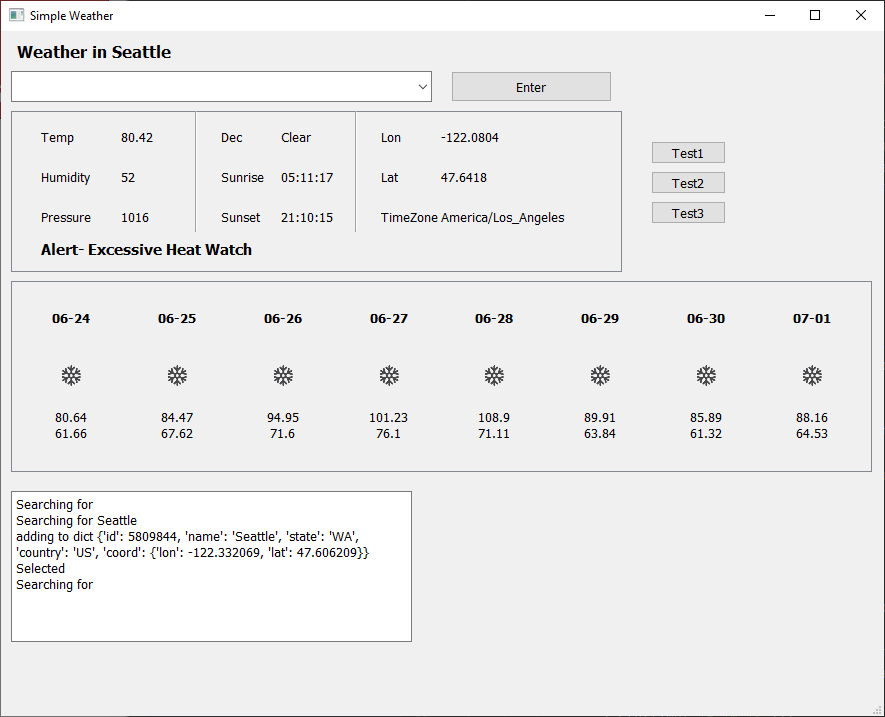 Simple Weather
Weather in Seattle
Enter
Temp 80.42 Dec Clear Lon -122.0804
Humidity 52 Sunrise 05:11:17 Lat 47.6418
Pressure 1016 Sunset 21:10:15 TimeZone America/Los_Angeles
Alert- Excessive Heat Watch
Test1
Test2
Test3
06-24 06-25 06-26 06-27 06-28 06-29 06-30 07-01
80.64 84.47 94.95 101.23 108.9 89.91 85.89 88.16
61.66 67.62 71.6 76.1 71.11 63.84 61.32 64.53
Searching for
Searching for Seattle
adding to dict {'id': 5809844, 'name': 'Seattle', 'state': 'WA',
'country': 'US', 'coord': {'lon': -122.332069, 'lat': 47.606209}}
Selected
Searching for